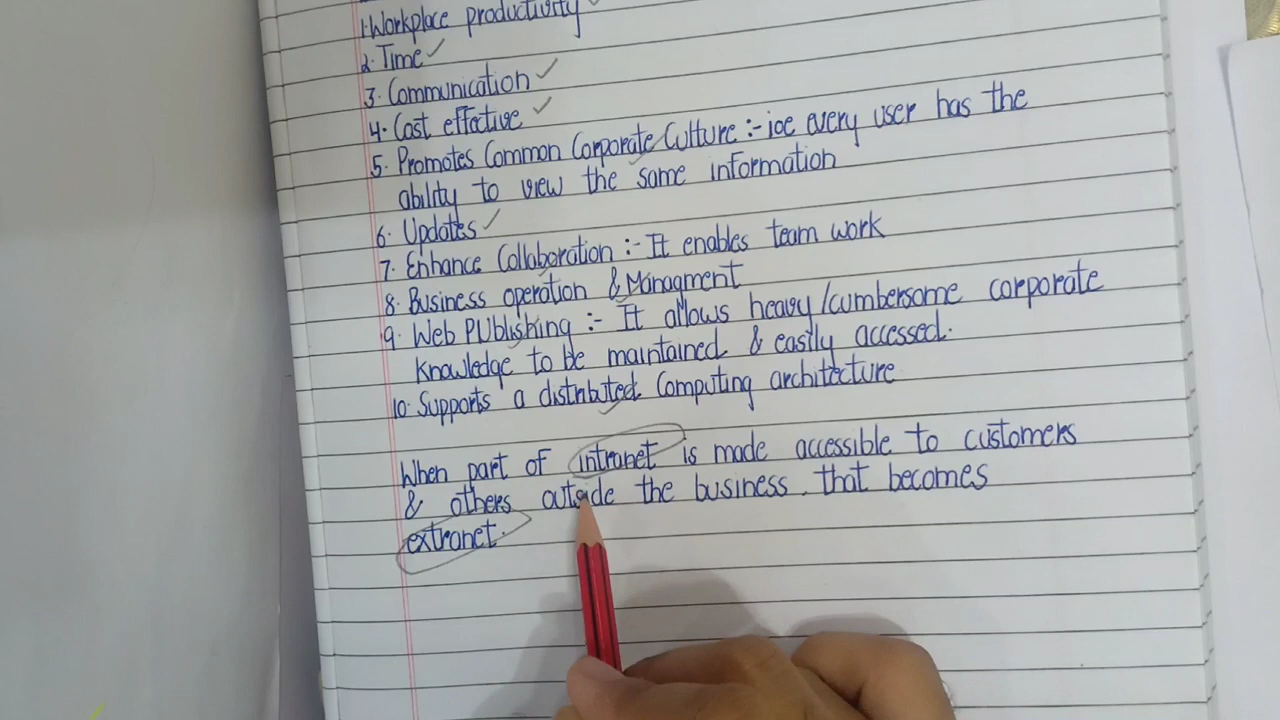 1. Workplace productivity
2. Time
3. Communication
4. Cost effective
5. Promotes Common Corporate Culture :- ioe every user has the
ability to view the same information
6. Updates
7. Enhance Collaboration :- It enables team work
8. Business operation & Managment
9. Web PUblishing :- It allows heavy/cumbersome corporate
Knowledge to be maintained & easily accessed.
10. Supports a distributed Computing architecture
When part of intranet is made accessible to customers
& others outside the business. that becomes
extranet.